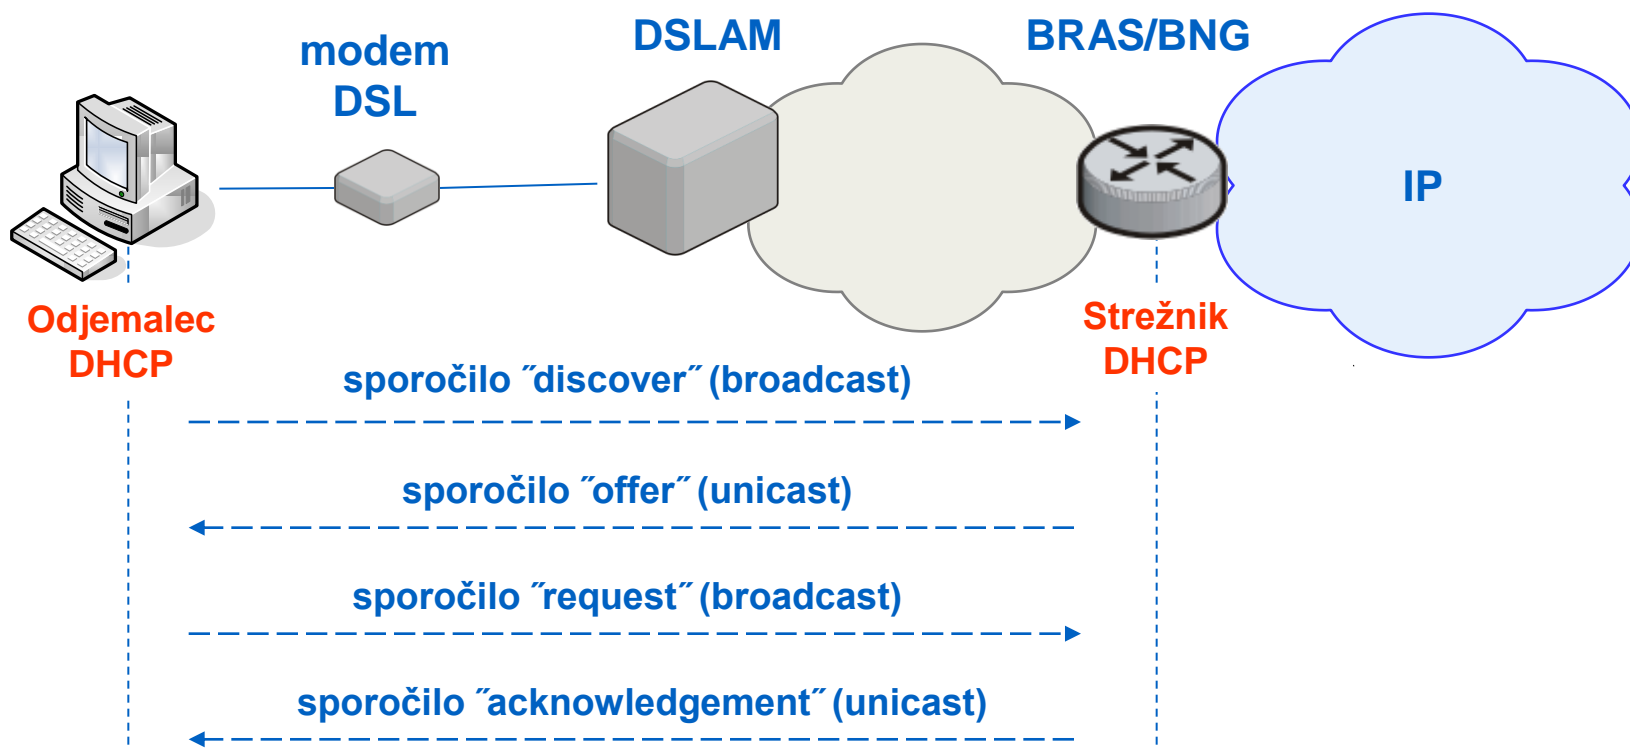 modem
DSL
DSLAM
BRAS/BNG
IP
Odjemalec
DHCP
Strežnik
DHCP
sporočilo ˝discover˝ (broadcast)
sporočilo ˝offer˝ (unicast)
sporočilo ˝request˝ (broadcast)
sporočilo ˝acknowledgement˝ (unicast)